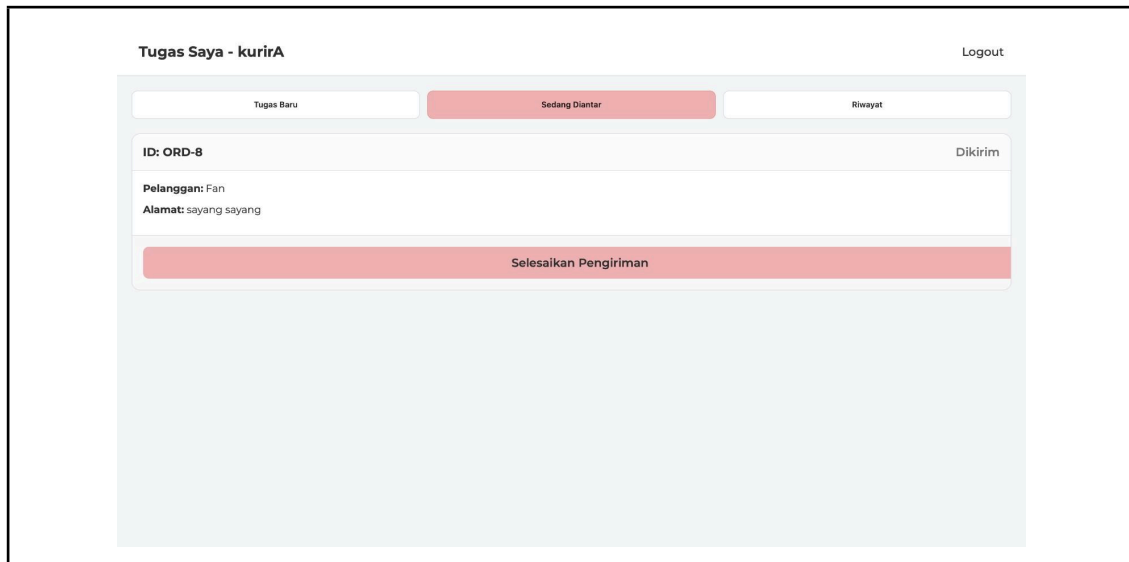 Tugas Saya - kurirA
Logout
Tugas Baru
Sedang Diantar
Riwayat
ID: ORD-8
Dikirim
Pelanggan: Fan
Alamat: sayang sayang
Selesaikan Pengiriman